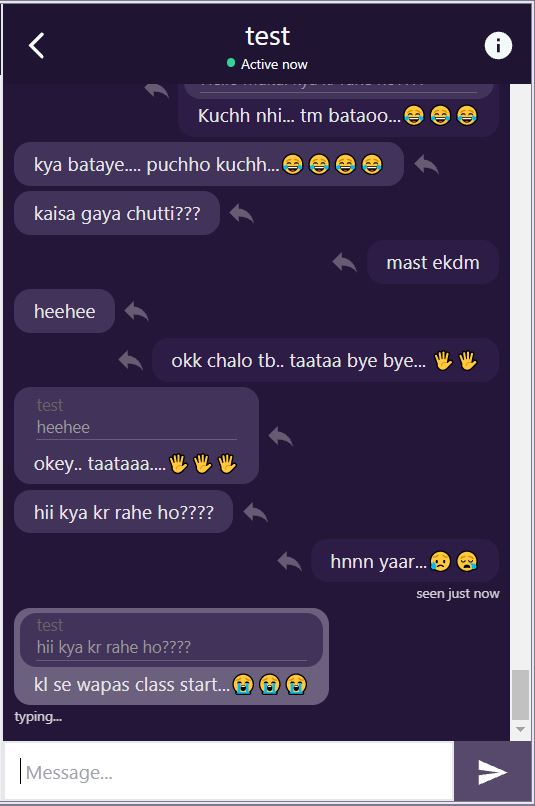 test
Active now
Kuchh nhi... tm bataoo...😂😂😂
kya bataye.... puchho kuchh...😂😂😂😂
kaisa gaya chutti???
mast ekdm
heehee
okk chalo tb.. taataa bye bye... 👋👋
test
heehee
okey.. taataaa....👋👋👋
hii kya kr rahe ho????
hnnn yaar...😥😪
seen just now
test
hii kya kr rahe ho????
kl se wapas class start...😭😭😭
typing...
Message...